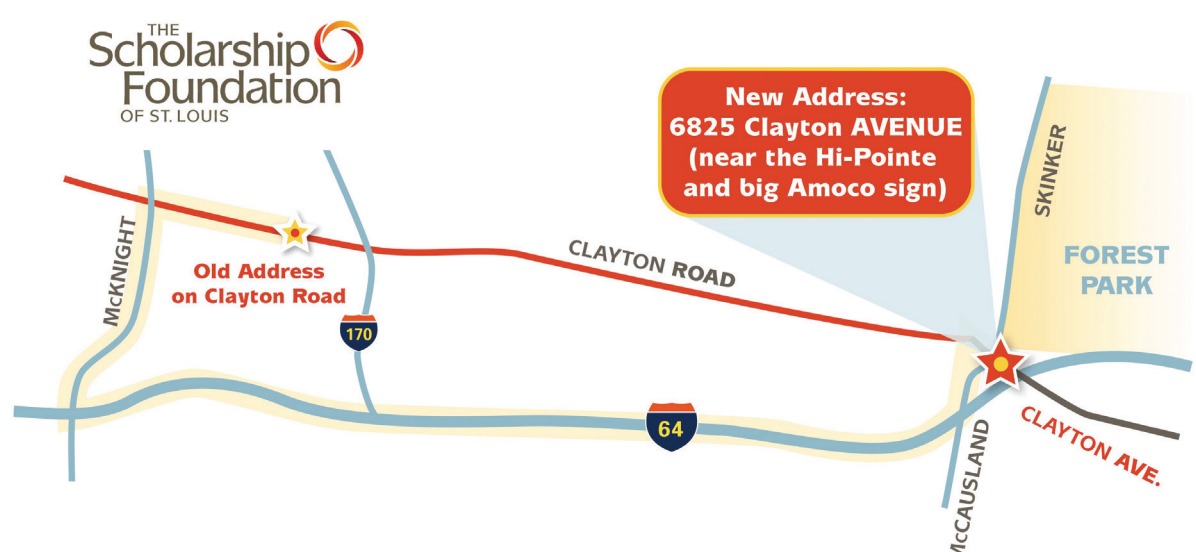 THE
Scholarship
Foundation
OF ST. LOUIS
New Address:
6825 Clayton AVENUE
(near the Hi-Pointe
and big Amoco sign)
SKINKER
FOREST
PARK
McKNIGHT
Old Address
on Clayton Road
CLAYTON ROAD
170
64
McCAUSLAND
CLAYTON AVE.